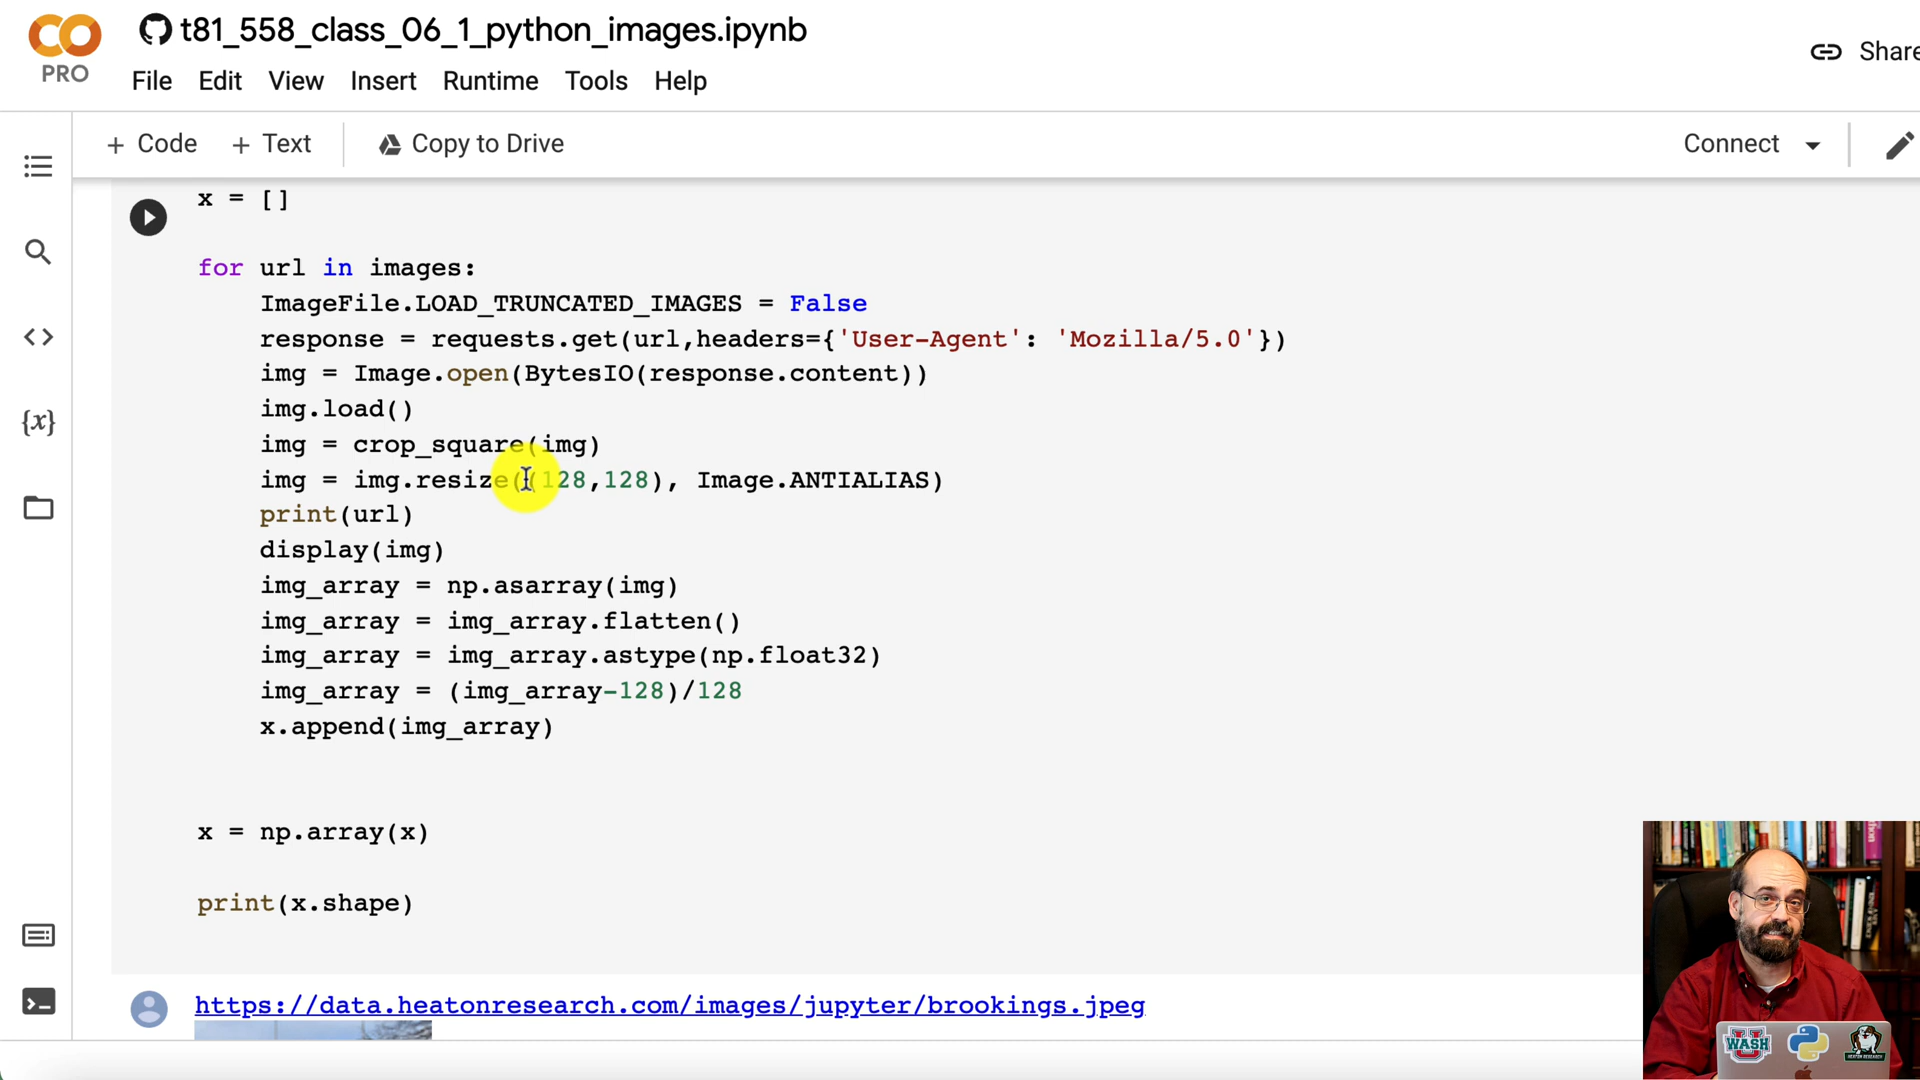 t81_558_class_06_1_python_images.ipynb
PRO
File Edit View Insert Runtime Tools Help
Share
+ Code + Text Copy to Drive
Connect
x = []
for url in images:
ImageFile.LOAD_TRUNCATED_IMAGES = False
response = requests.get(url,headers={'User-Agent': 'Mozilla/5.0'})
img = Image.open(BytesIO(response.content))
img.load()
img = crop_square(img)
img = img.resize((128,128), Image.ANTIALIAS)
print(url)
display(img)
img_array = np.asarray(img)
img_array = img_array.flatten()
img_array = img_array.astype(np.float32)
img_array = (img_array-128)/128
x.append(img_array)
x = np.array(x)
print(x.shape)
https://data.heatonresearch.com/images/jupyter/brookings.jpeg
WASH